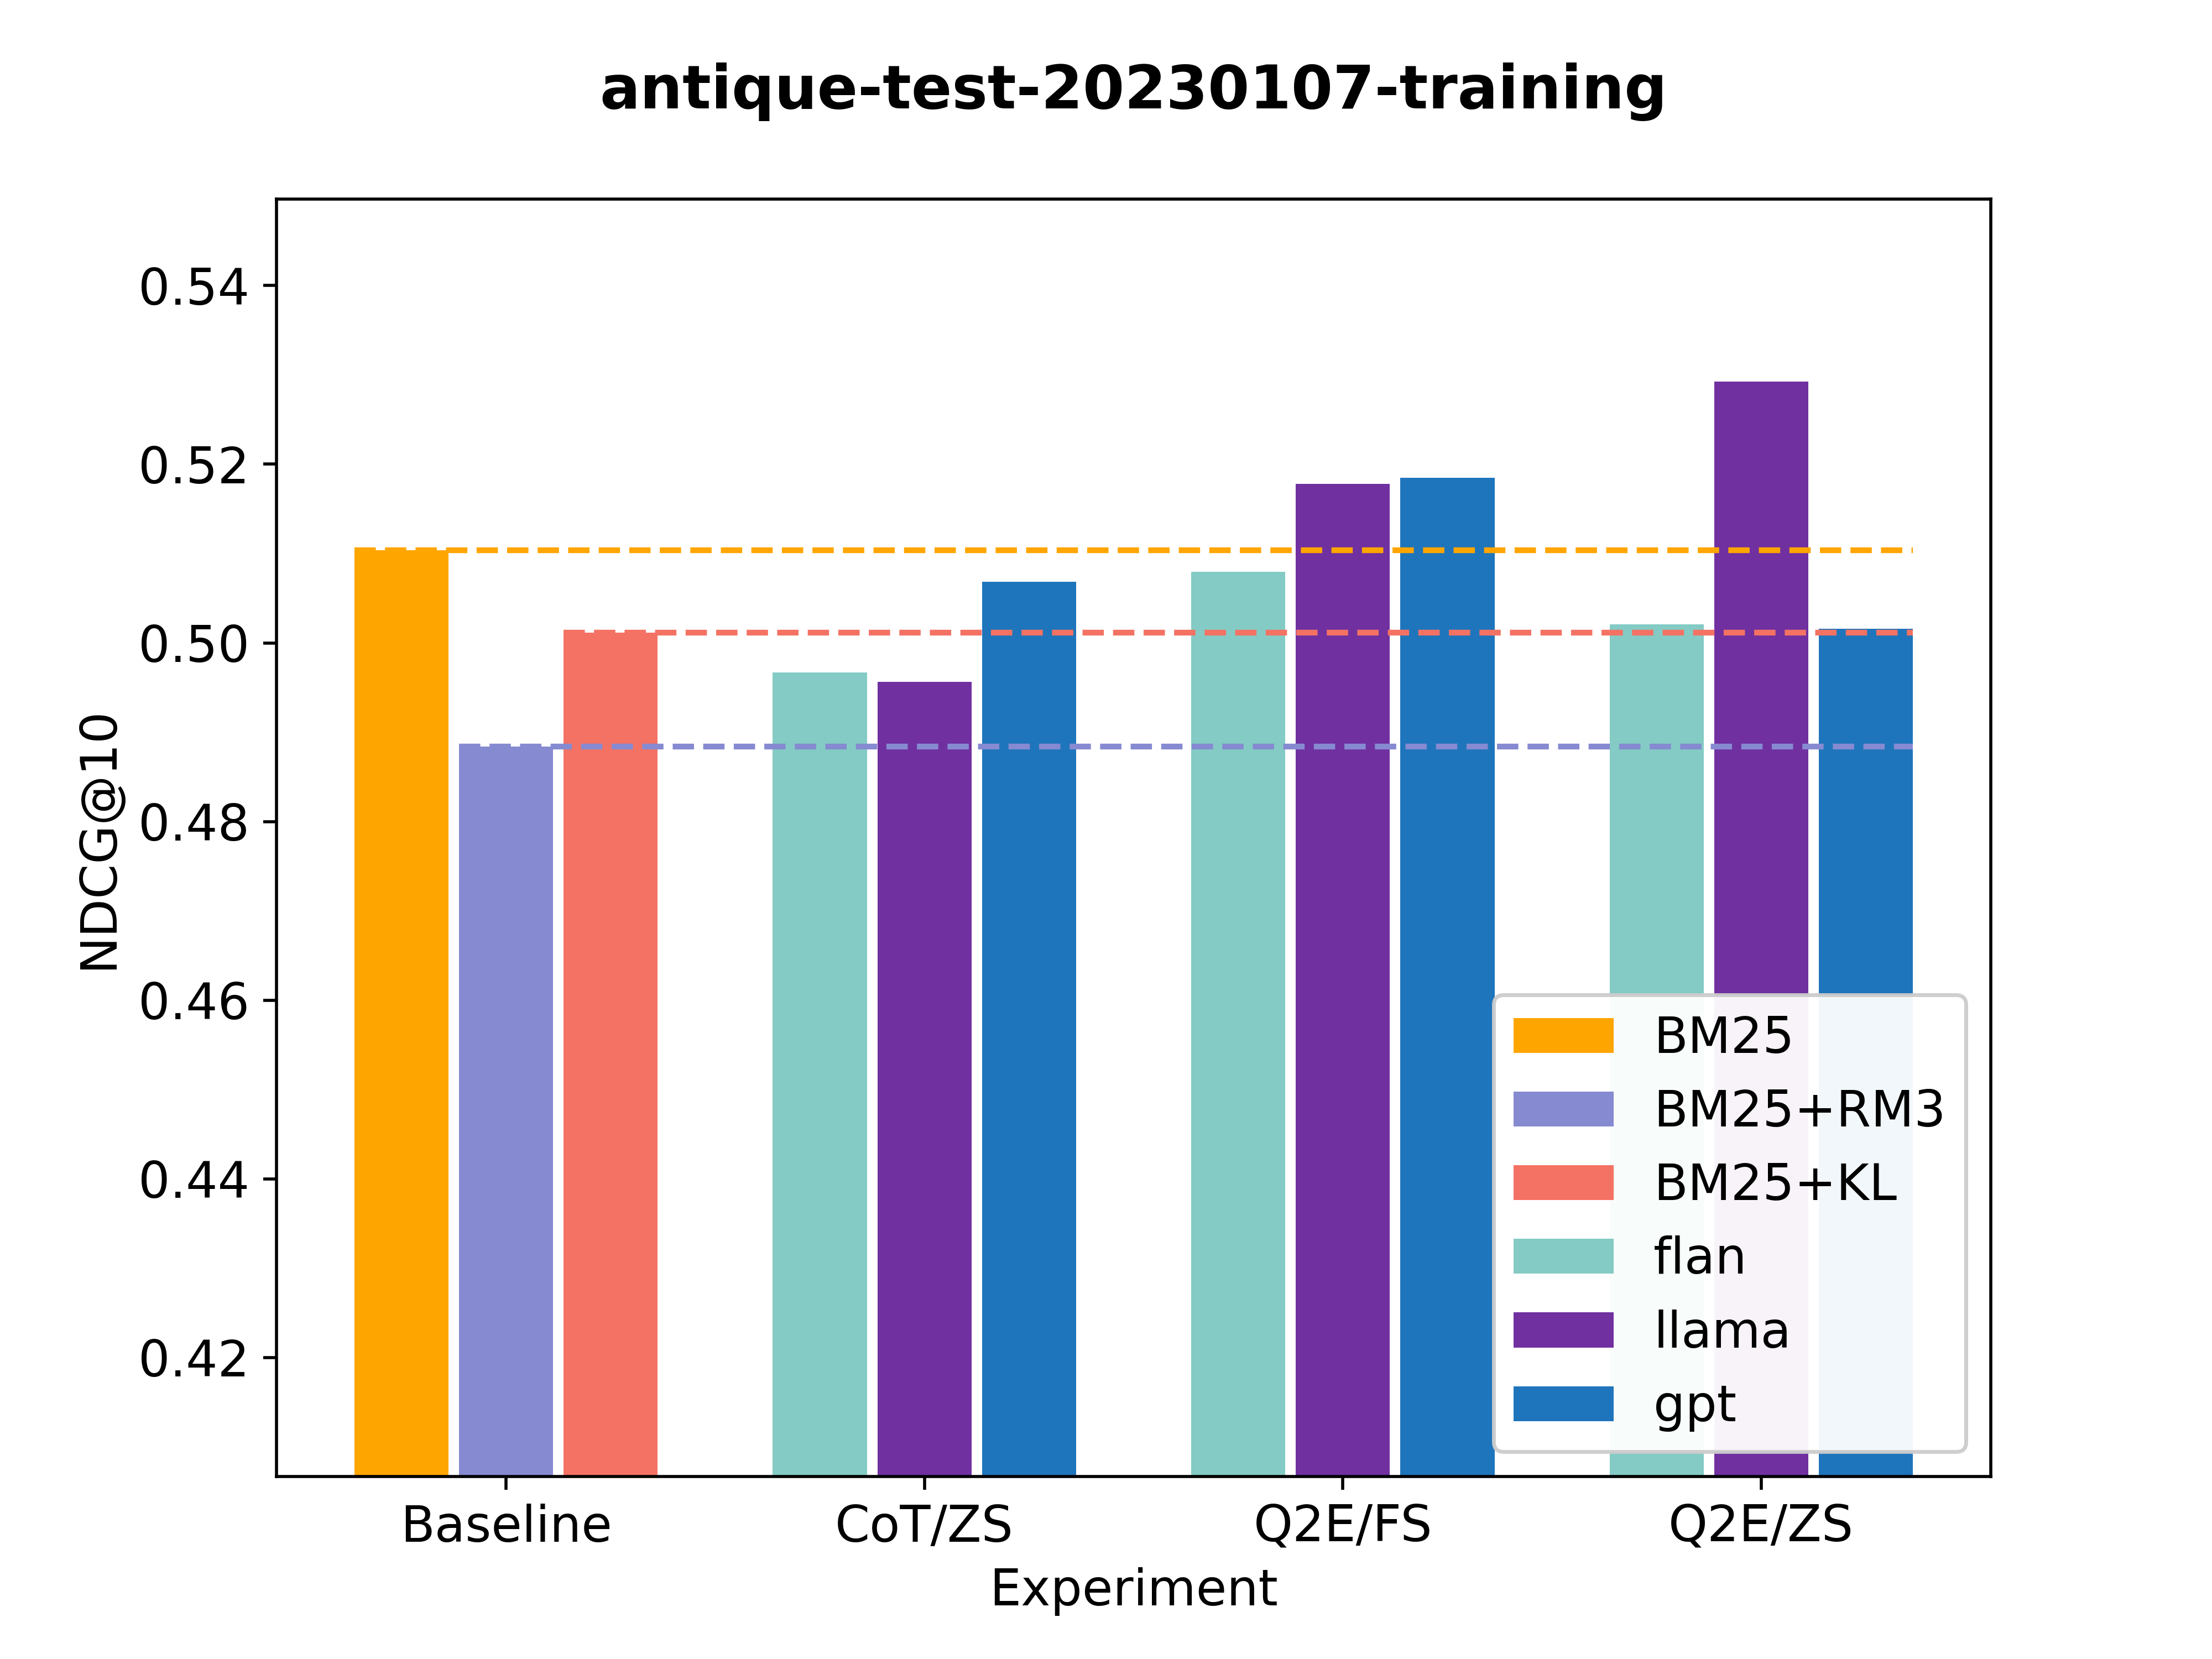 antique-test-20230107-training
0.54
0.52
0.50
0.48
0.46
0.44
0.42
NDCG@10
BM25
BM25+RM3
BM25+KL
flan
llama
gpt
Baseline CoT/ZS Q2E/FS Q2E/ZS
Experiment